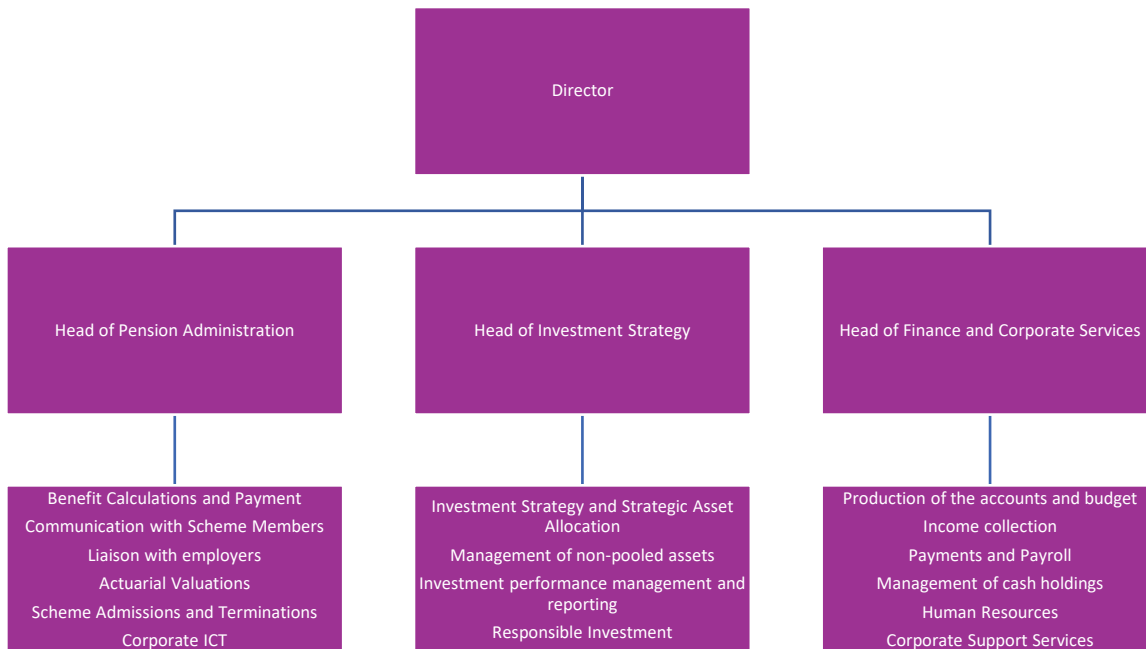 Director
Head of Pension Administration
Head of Investment Strategy
Head of Finance and Corporate Services
Benefit Calculations and Payment
Communication with Scheme Members
Liaison with employers
Actuarial Valuations
Scheme Admissions and Terminations
Corporate ICT
Investment Strategy and Strategic Asset
Allocation
Management of non-pooled assets
Investment performance management and
reporting
Responsible Investment
Production of the accounts and budget
Income collection
Payments and Payroll
Management of cash holdings
Human Resources
Corporate Support Services